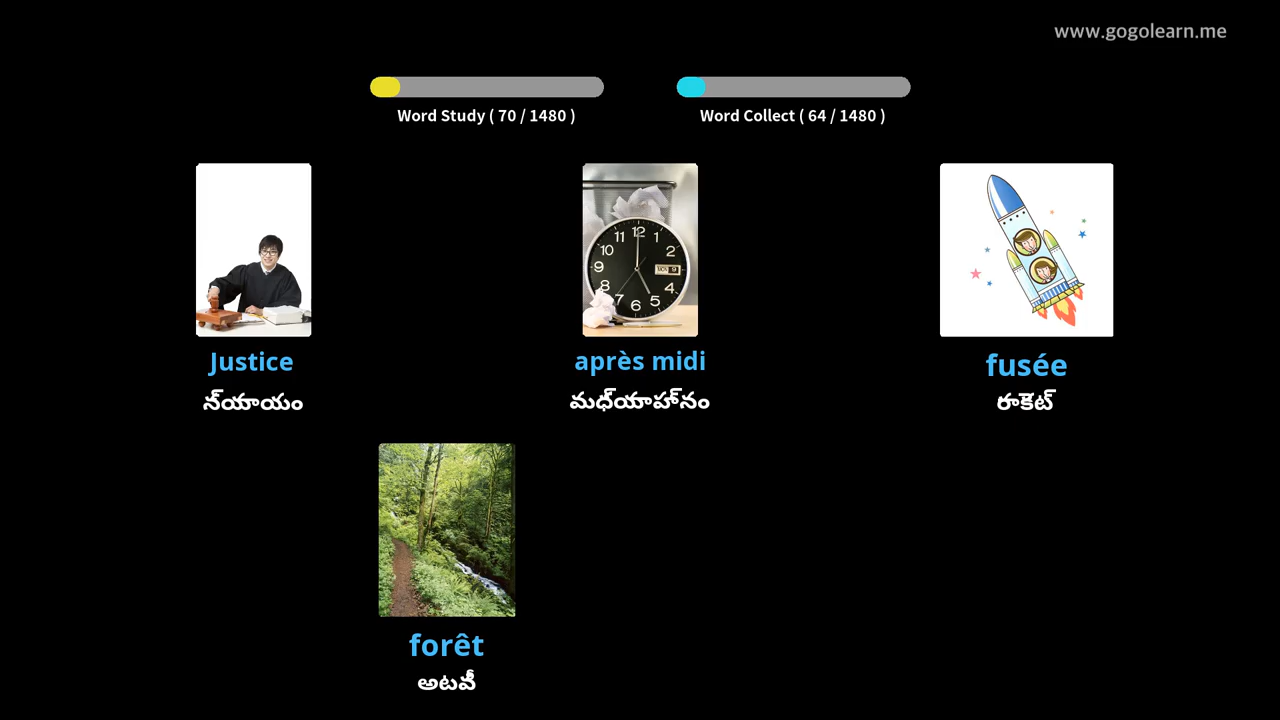 www.gogolearn.me
Word Study ( 70 / 1480 )
Word Collect ( 64 / 1480 )
Justice
న్యాయం
après midi
మధ్యాహ్నం
fusée
రాకెట్
forêt
అటవీ